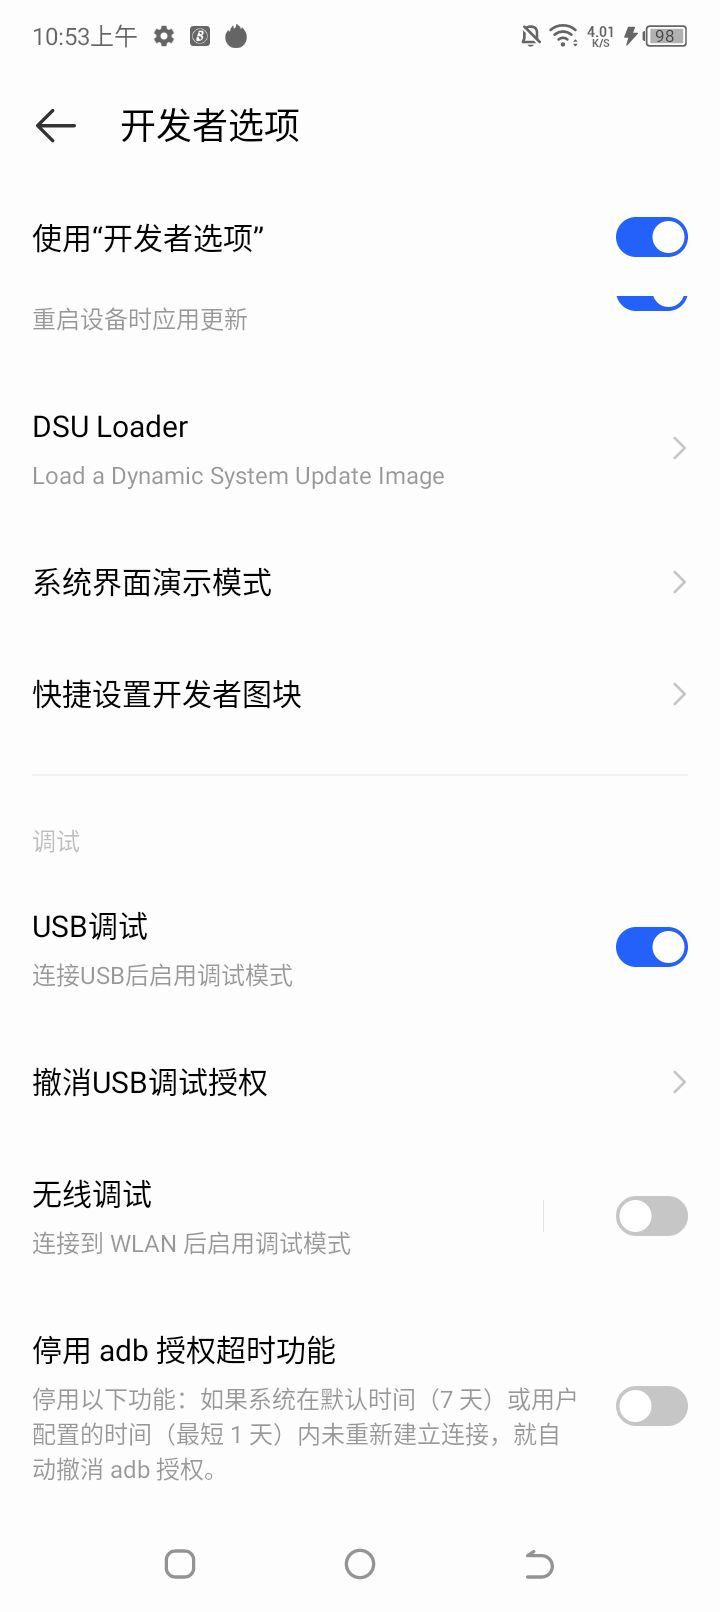 10:53上午
4.01
K/S
98
开发者选项
使用“开发者选项”
重启设备时应用更新
DSU Loader
Load a Dynamic System Update Image
系统界面演示模式
快捷设置开发者图块
调试
USB调试
连接USB后启用调试模式
撤消USB调试授权
无线调试
连接到 WLAN 后启用调试模式
停用 adb 授权超时功能
停用以下功能：如果系统在默认时间（7 天）或用户
配置的时间（最短 1 天）内未重新建立连接，就自
动撤消 adb 授权。